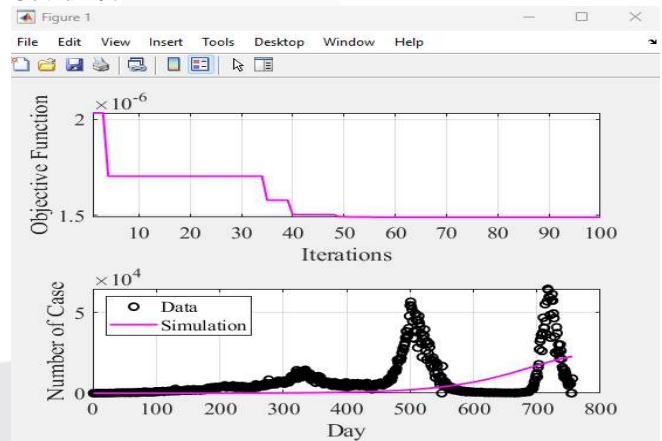 Figure 1
File Edit View Insert Tools Desktop Window Help
×10⁻⁶
2
1.5
Objective Function
10 20 30 40 50 60 70 80 90 100
Iterations
×10⁴
5
0
Number of Case
Data
Simulation
0 100 200 300 400 500 600 700 800
Day